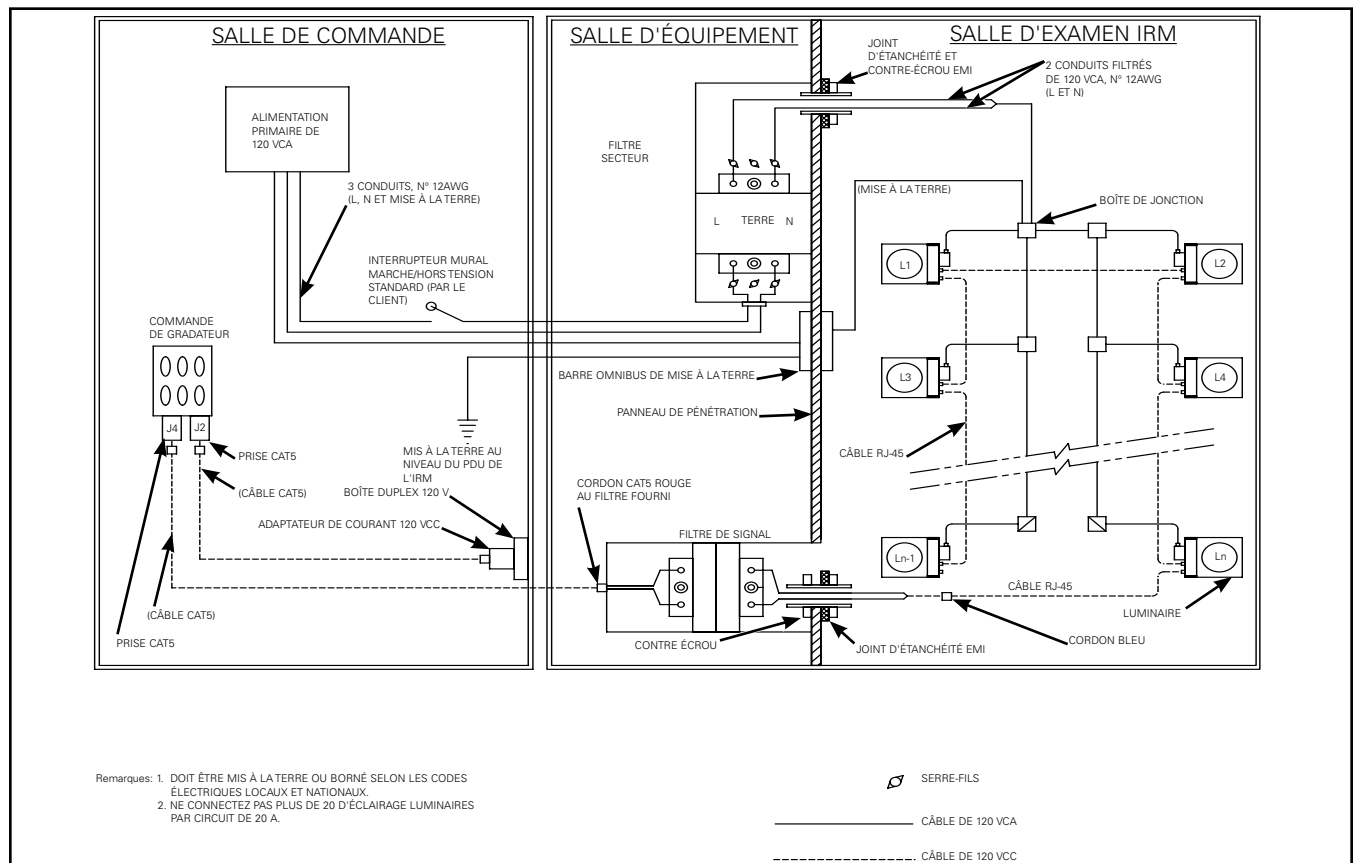 SALLE DE COMMANDE
SALLE D'ÉQUIPEMENT
SALLE D'EXAMEN IRM
ALIMENTATION
PRIMAIRE DE
120 VCA
3 CONDUITS, N° 12AWG
(L, N ET MISE À LA TERRE)
INTERRUPTEUR MURAL
MARCHE/HORS TENSION
STANDARD (PAR LE
CLIENT)
COMMANDE
DE GRADATEUR
J4
J2
PRISE CAT5
(CÂBLE CAT5)
MIS À LA TERRE AU
NIVEAU DU PDU DE
L'IRM
BOÎTE DUPLEX 120 V
ADAPTATEUR DE COURANT 120 VCC
(CÂBLE CAT5)
PRISE CAT5
JOINT
D'ÉTANCHÉITÉ ET
CONTRE-ÉCROU EMI
2 CONDUITS FILTRÉS
DE 120 VCA, N° 12AWG
(L ET N)
FILTRE
SECTEUR
L TERRE N
(MISE À LA TERRE)
BOÎTE DE JONCTION
L1
L2
L3
L4
BARRE OMNIBUS DE MISE À LA TERRE
PANNEAU DE PÉNÉTRATION
CÂBLE RJ-45
CORDON CAT5 ROUGE
AU FILTRE FOURNI
FILTRE DE SIGNAL
Ln-1
Ln
CÂBLE RJ-45
LUMINAIRE
CONTRE ÉCROU
JOINT D'ÉTANCHÉITÉ EMI
CORDON BLEU
Remarques: 1. DOIT ÊTRE MIS À LA TERRE OU BORNÉ SELON LES CODES
ÉLECTRIQUES LOCAUX ET NATIONAUX.
2. NE CONNECTEZ PAS PLUS DE 20 D'ÉCLAIRAGE LUMINAIRES
PAR CIRCUIT DE 20 A.
SERRE-FILS
CÂBLE DE 120 VCA
CÂBLE DE 120 VCC